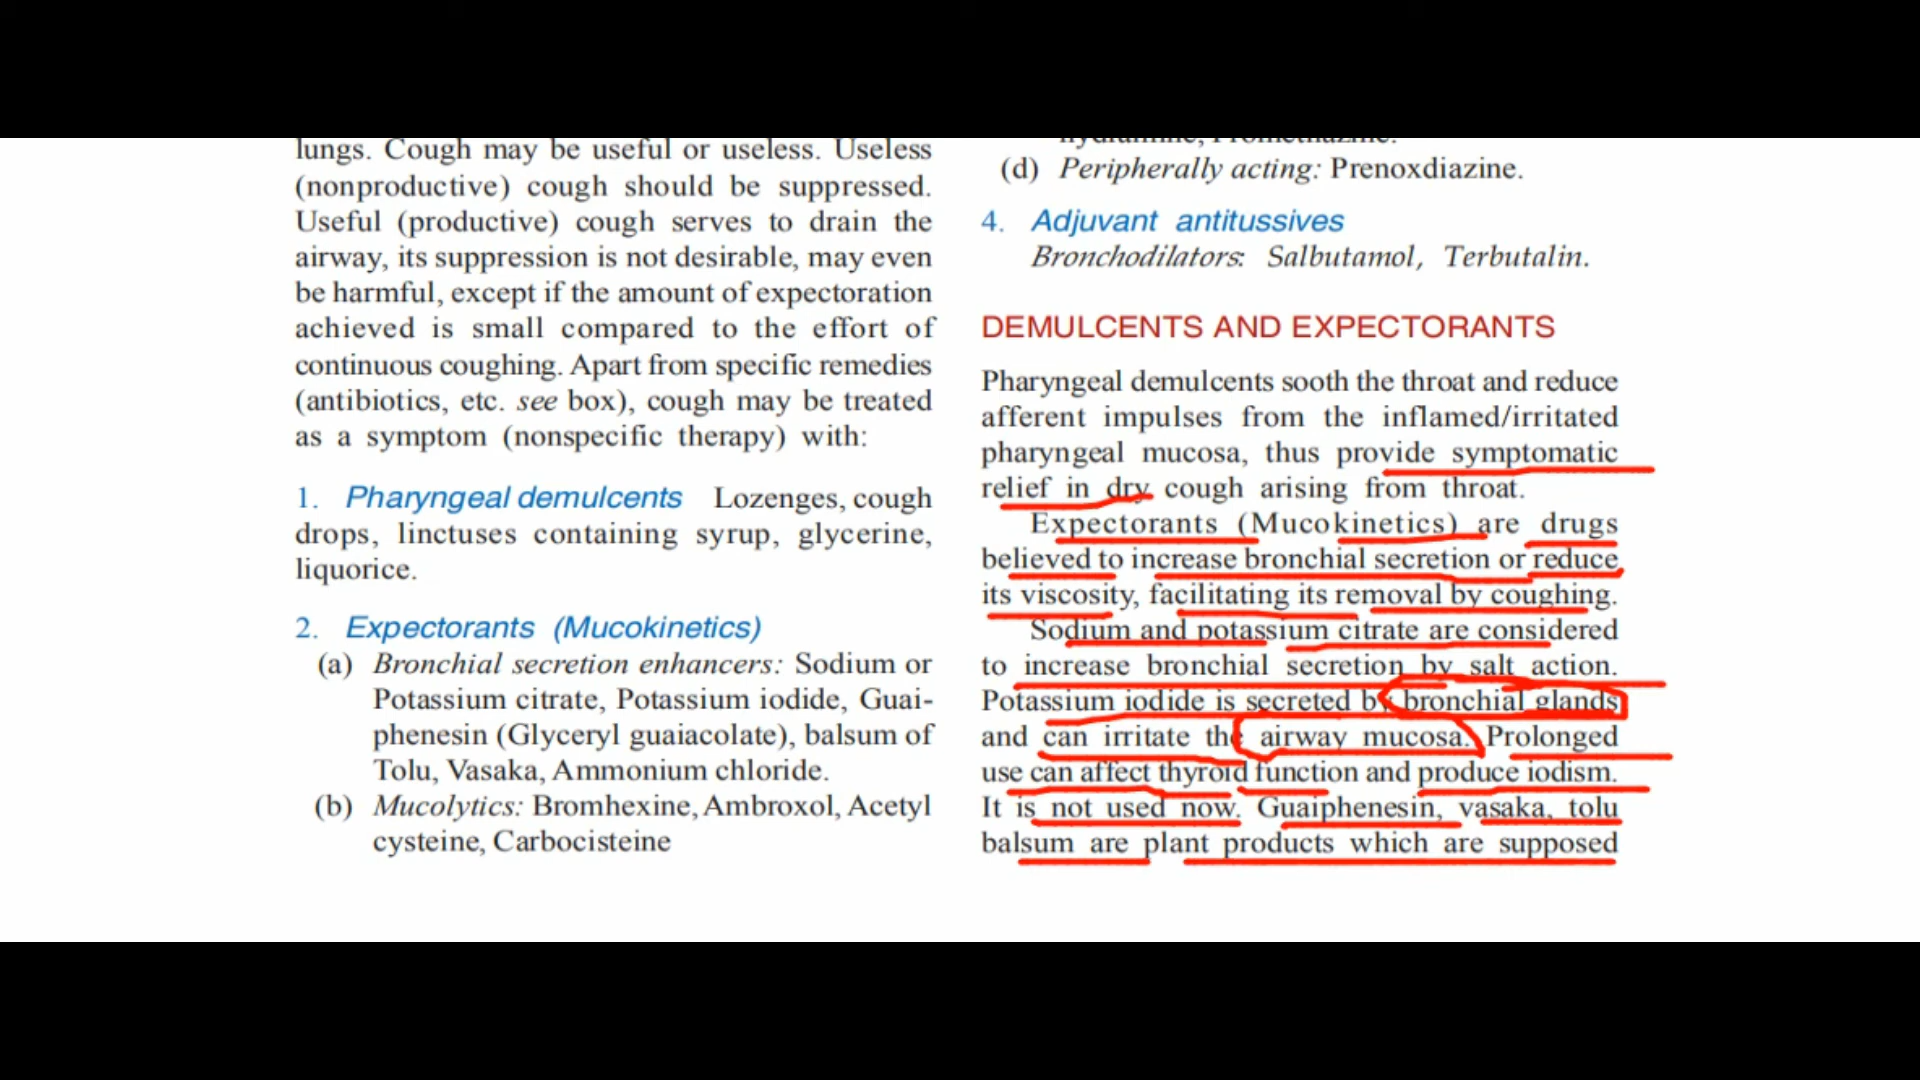 lungs. Cough may be useful or useless. Useless
(nonproductive) cough should be suppressed.
Useful (productive) cough serves to drain the
airway, its suppression is not desirable, may even
be harmful, except if the amount of expectoration
achieved is small compared to the effort of
continuous coughing. Apart from specific remedies
(antibiotics, etc. see box), cough may be treated
as a symptom (nonspecific therapy) with:
1. Pharyngeal demulcents Lozenges, cough
drops, linctuses containing syrup, glycerine,
liquorice.
2. Expectorants (Mucokinetics)
(a) Bronchial secretion enhancers: Sodium or
Potassium citrate, Potassium iodide, Guai-
phenesin (Glyceryl guaiacolate), balsum of
Tolu, Vasaka, Ammonium chloride.
(b) Mucolytics: Bromhexine, Ambroxol, Acetyl
cysteine, Carbocisteine
(d) Peripherally acting: Prenoxdiazine.
4. Adjuvant antitussives
Bronchodilators: Salbutamol, Terbutalin.
DEMULCENTS AND EXPECTORANTS
Pharyngeal demulcents sooth the throat and reduce
afferent impulses from the inflamed/irritated
pharyngeal mucosa, thus provide symptomatic
relief in dry cough arising from throat.
Expectorants (Mucokinetics) are drugs
believed to increase bronchial secretion or reduce
its viscosity, facilitating its removal by coughing.
Sodium and potassium citrate are considered
to increase bronchial secretion by salt action.
Potassium iodide is secreted by bronchial glands
and can irritate the airway mucosa. Prolonged
use can affect thyroid function and produce iodism.
It is not used now. Guaiphenesin, vasaka, tolu
balsum are plant products which are supposed